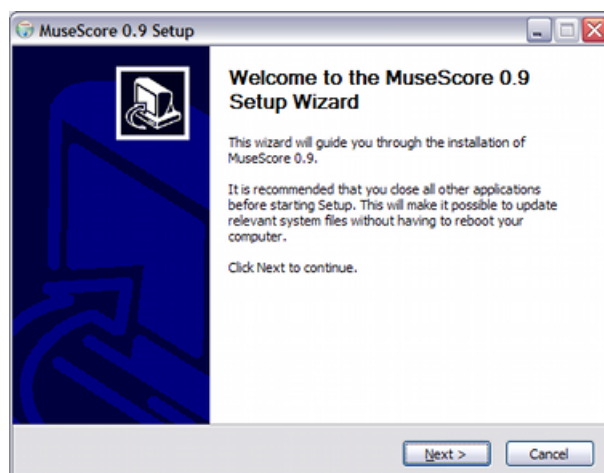 MuseScore 0.9 Setup
Welcome to the MuseScore 0.9
Setup Wizard
This wizard will guide you through the installation of
MuseScore 0.9.
It is recommended that you close all other applications
before starting Setup. This will make it possible to update
relevant system files without having to reboot your
computer.
Click Next to continue.
Next > Cancel